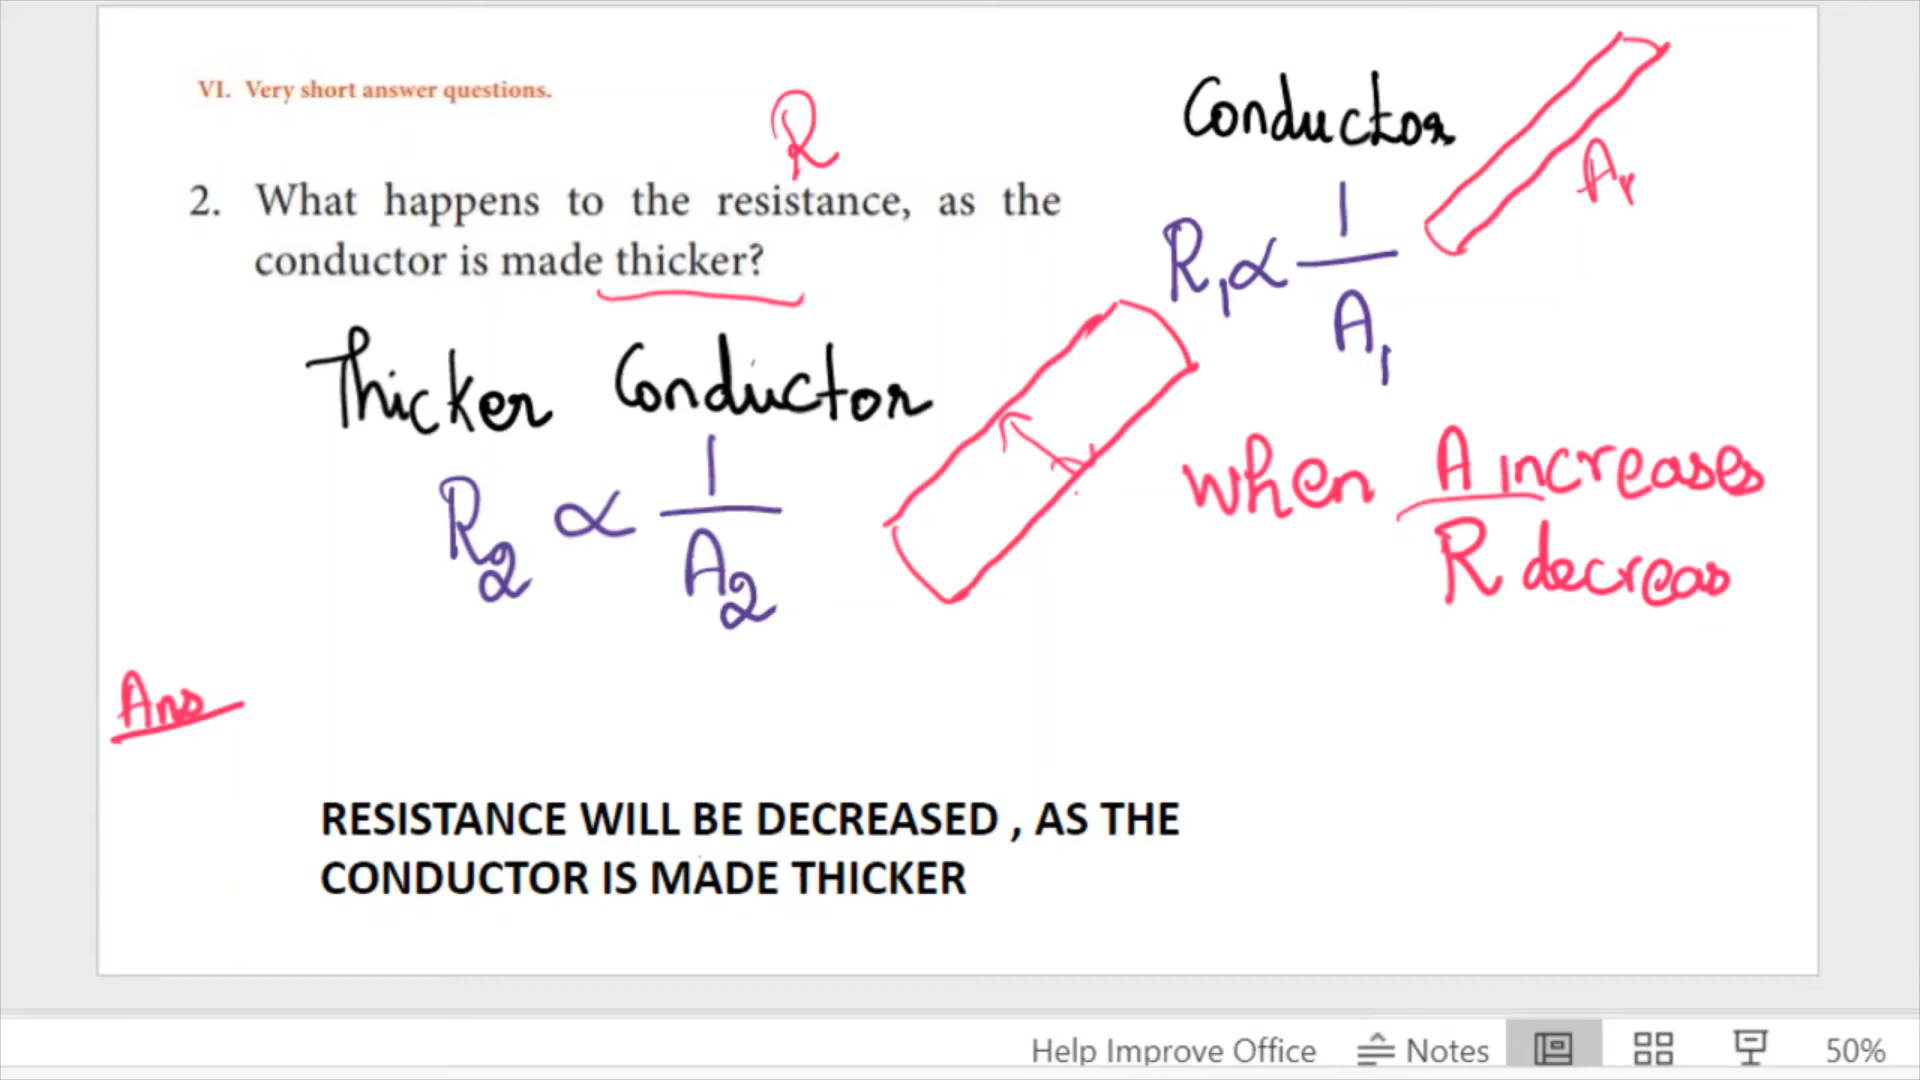 VI. Very short answer questions.
R
2. What happens to the resistance, as the
conductor is made thicker?
Conductor
R₁ ∝ 1/A₁
Thicker Conductor
R₂ ∝ 1/A₂
When A increases
R decreas
Ans
RESISTANCE WILL BE DECREASED , AS THE
CONDUCTOR IS MADE THICKER
Help Improve Office
Notes
50%